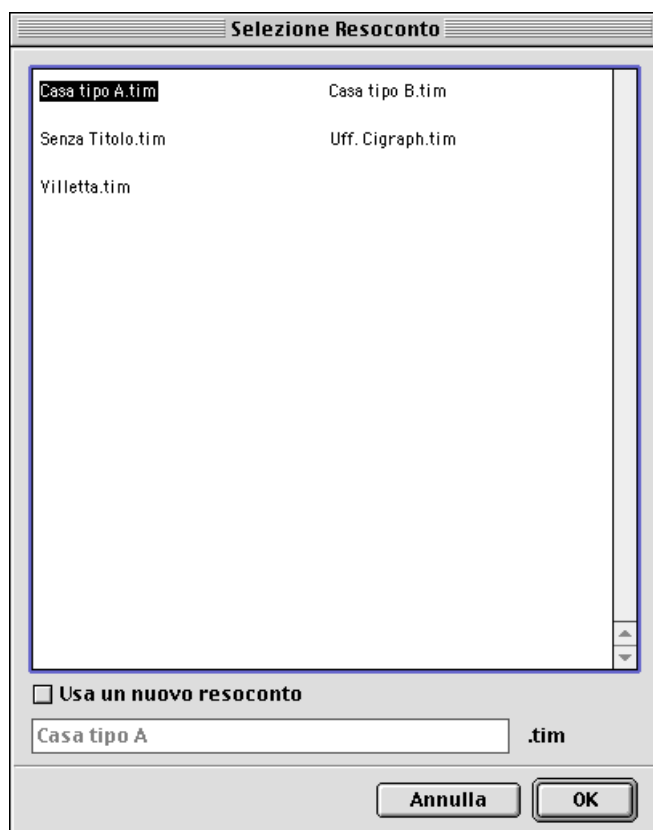 Selezione Resoconto
Casa tipo A.tim Casa tipo B.tim
Senza Titolo.tim Uff. Cigraph.tim
Villetta.tim
Usa un nuovo resoconto
Casa tipo A .tim
Annulla OK